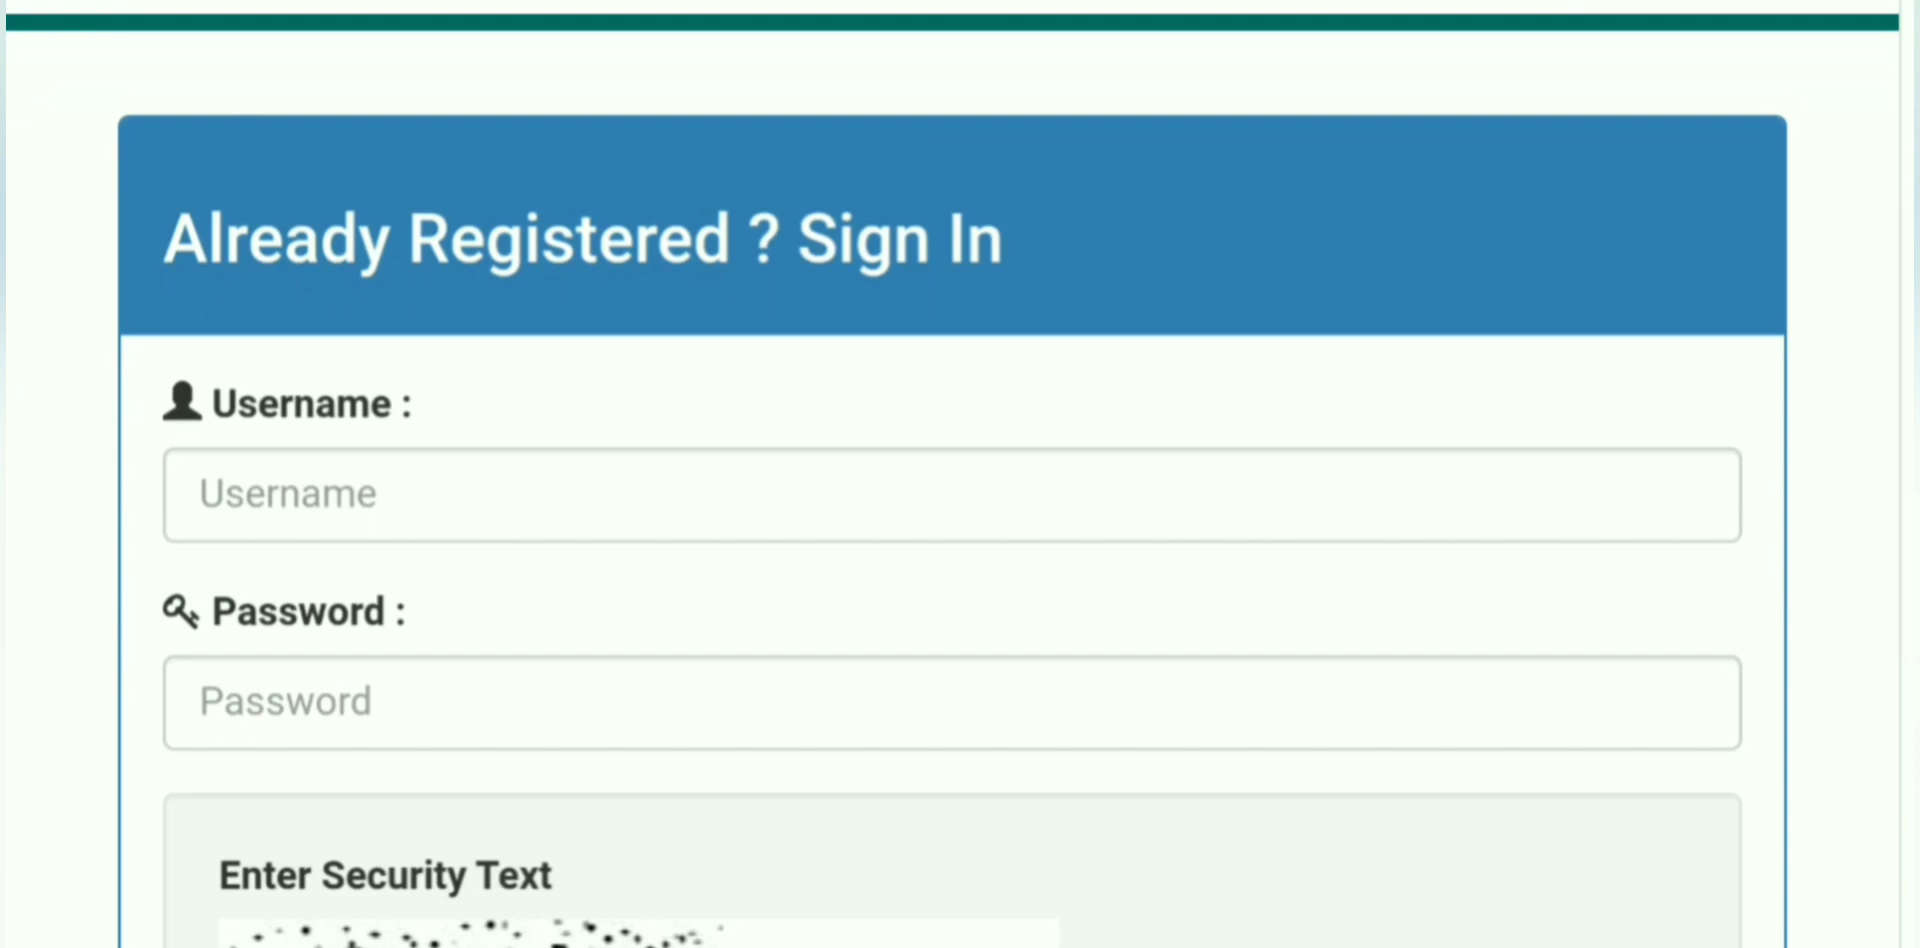 Already Registered ? Sign In
Username :
Username
Password :
Password
Enter Security Text